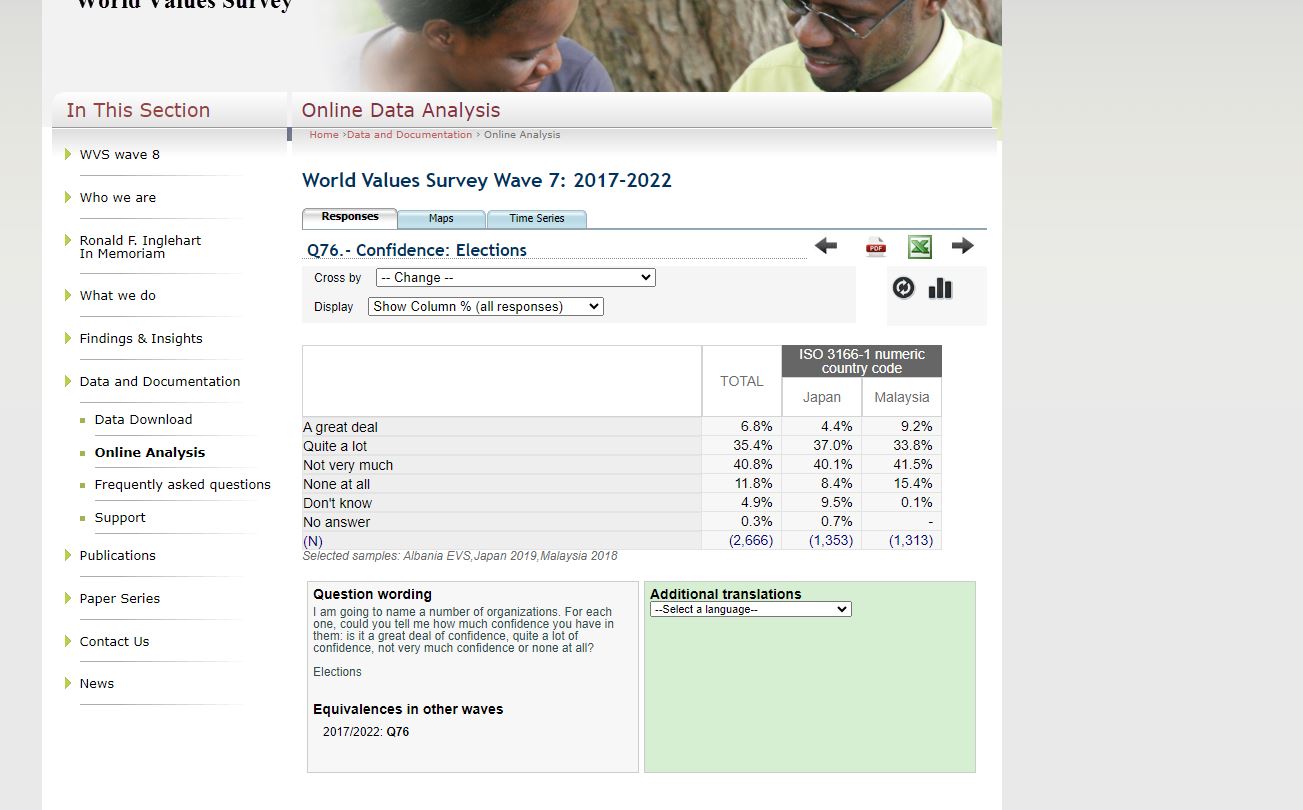 World Values Survey
In This Section
Online Data Analysis
Home ›Data and Documentation › Online Analysis
WVS wave 8
Who we are
Ronald F. Inglehart
In Memoriam
What we do
Findings & Insights
Data and Documentation
Data Download
Online Analysis
Frequently asked questions
Support
Publications
Paper Series
Contact Us
News
World Values Survey Wave 7: 2017-2022
Responses Maps Time Series
Q76.- Confidence: Elections
PDF
Cross by -- Change --
Display Show Column % (all responses)
ISO 3166-1 numeric
country code
TOTAL
Japan Malaysia
A great deal 6.8% 4.4% 9.2%
Quite a lot 35.4% 37.0% 33.8%
Not very much 40.8% 40.1% 41.5%
None at all 11.8% 8.4% 15.4%
Don't know 4.9% 9.5% 0.1%
No answer 0.3% 0.7% -
(N) (2,666) (1,353) (1,313)
Selected samples: Albania EVS,Japan 2019,Malaysia 2018
Question wording
I am going to name a number of organizations. For each
one, could you tell me how much confidence you have in
them: is it a great deal of confidence, quite a lot of
confidence, not very much confidence or none at all?
Elections
Equivalences in other waves
2017/2022: Q76
Additional translations
--Select a language--